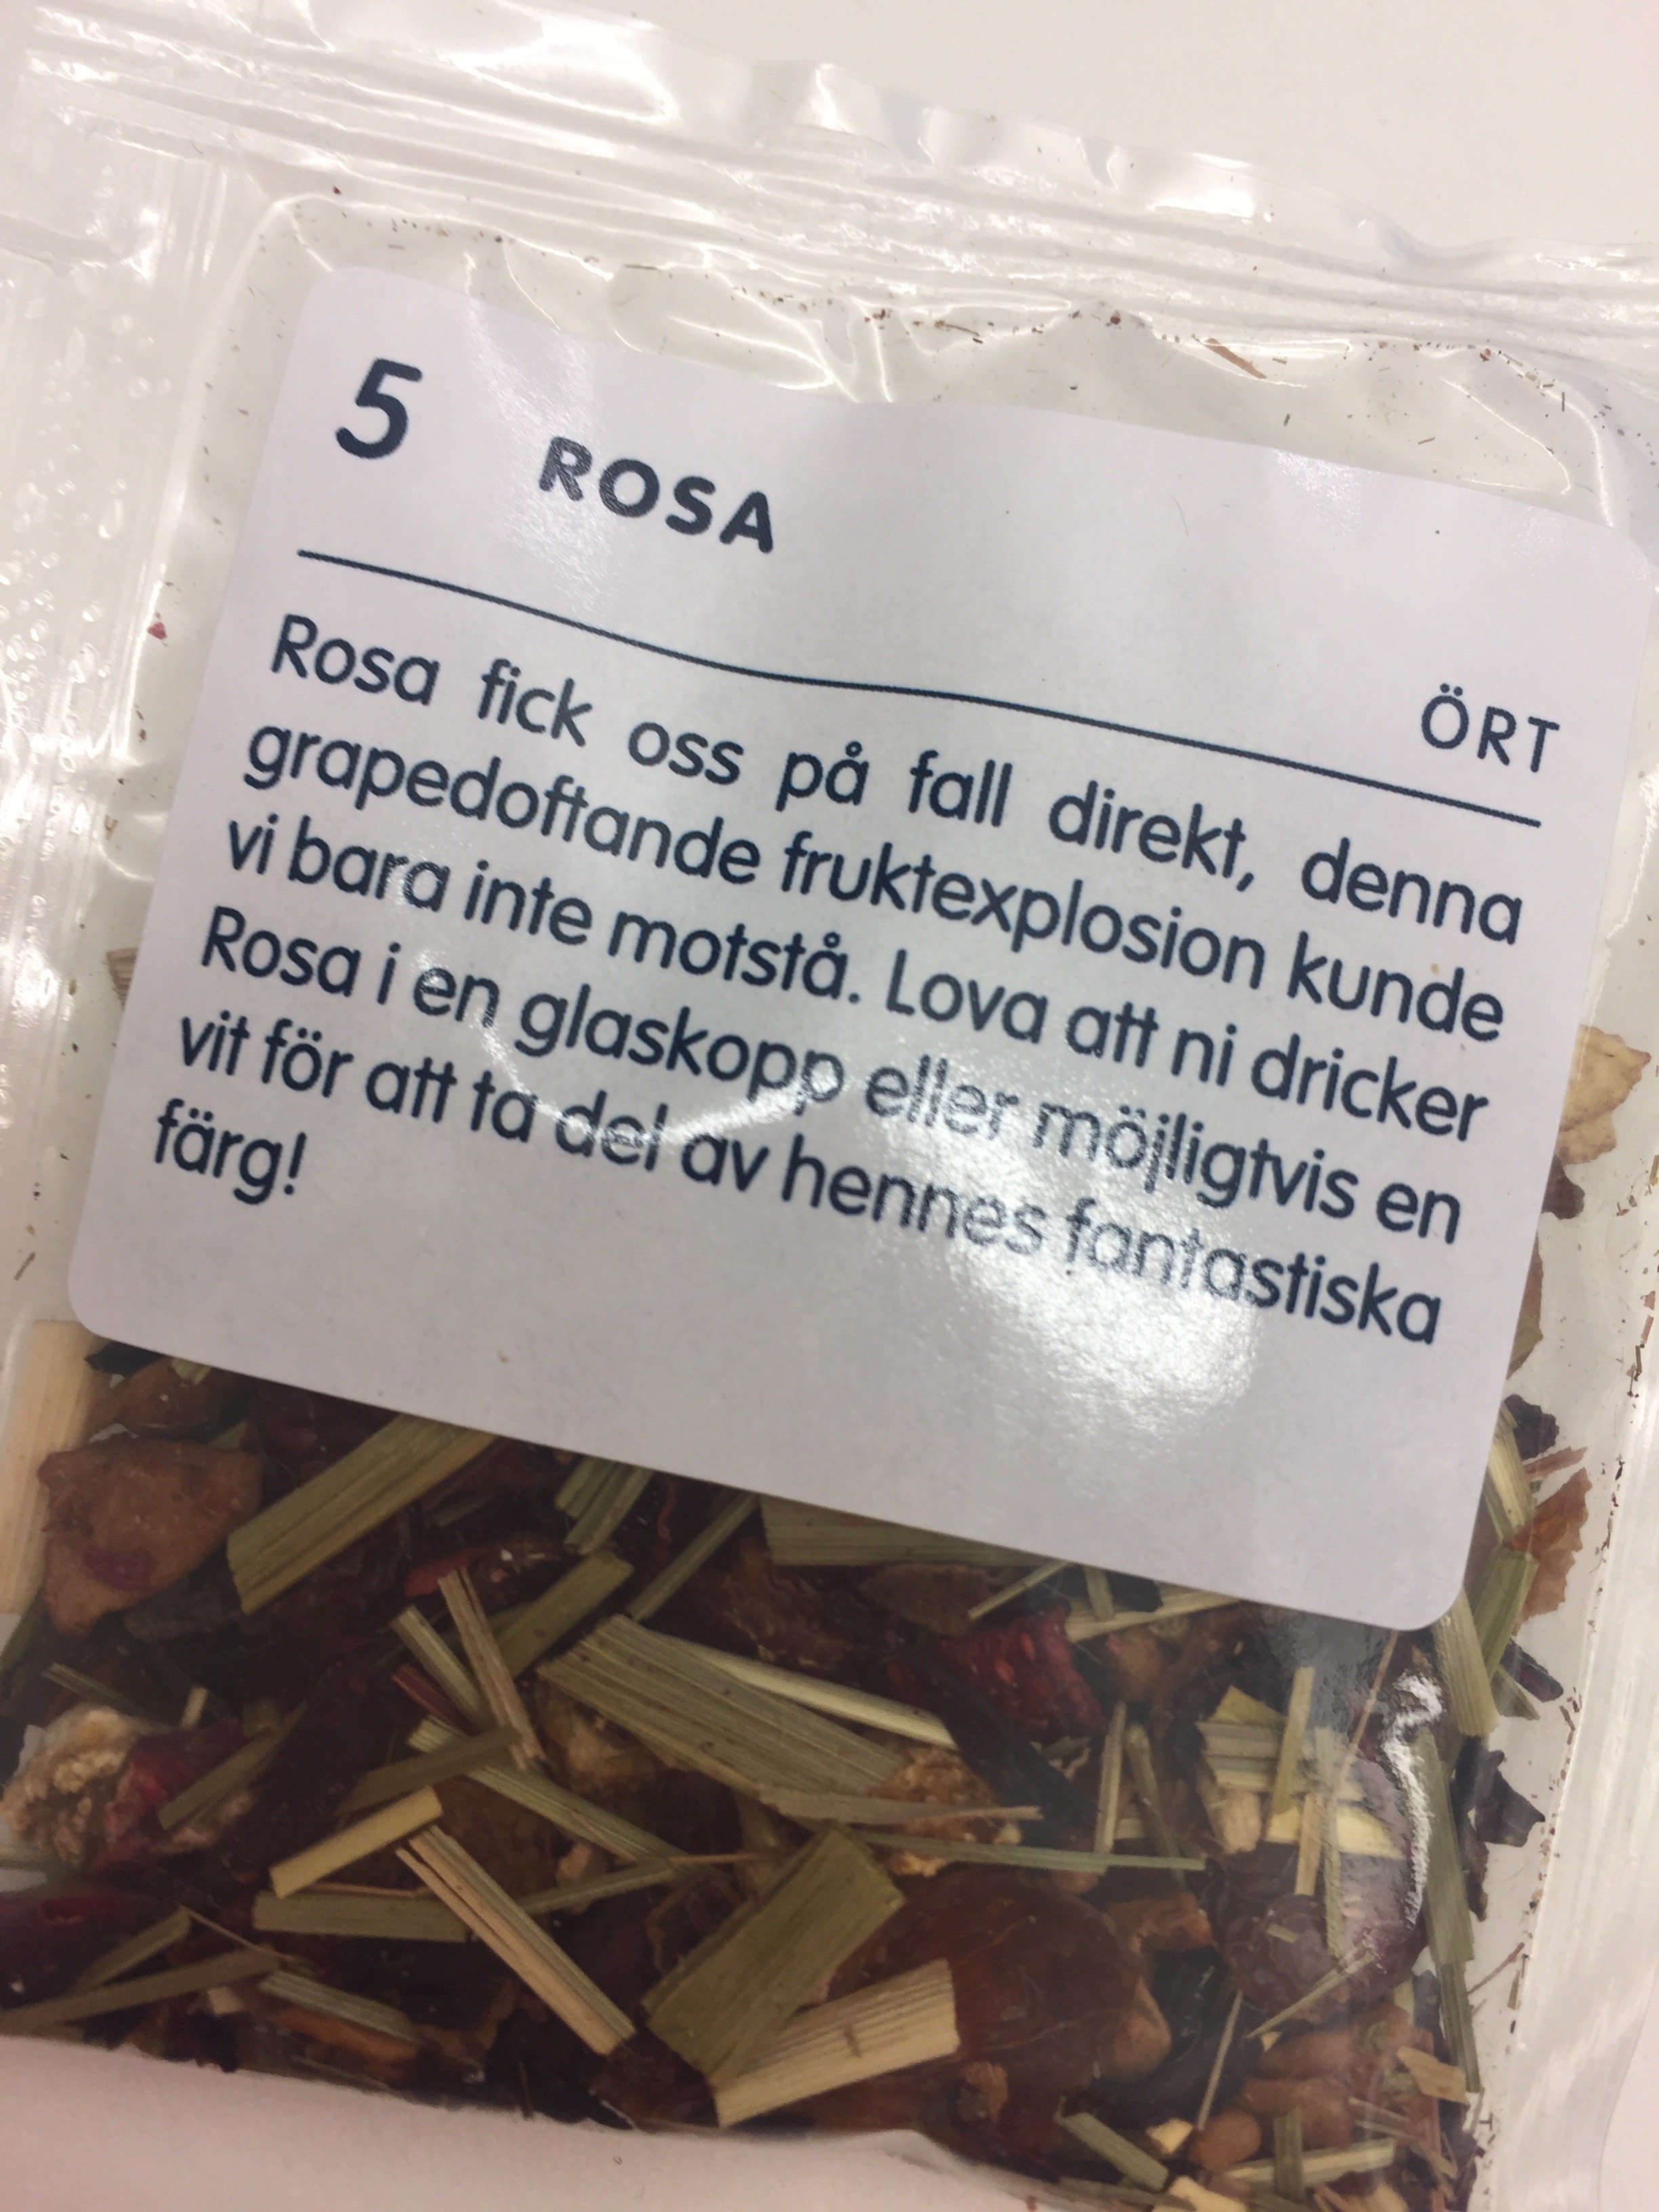 5 ROSA ÖRT
Rosa fick oss på fall direkt, denna
grapedoftande fruktexplosion kunde
vi bara inte motstå. Lova att ni dricker
Rosa i en glaskopp eller möjligtvis en
vit för att ta del av hennes fantastiska
färg!